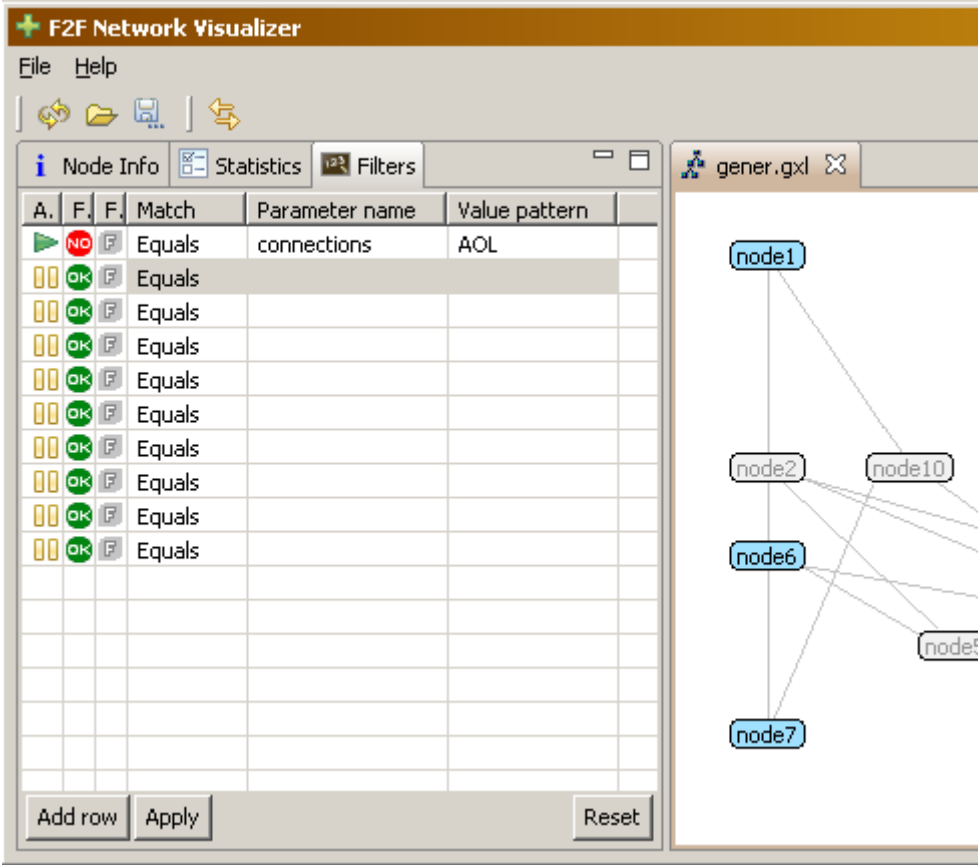 F2F Network Visualizer
File Help
i Node Info Statistics 123 Filters gener.gxl
A. F. F. Match Parameter name Value pattern
NO F Equals connections AOL
OK F Equals
OK F Equals
OK F Equals
OK F Equals
OK F Equals
OK F Equals
OK F Equals
OK F Equals
OK F Equals
node1
node2 node10
node6
node5
node7
Add row Apply Reset